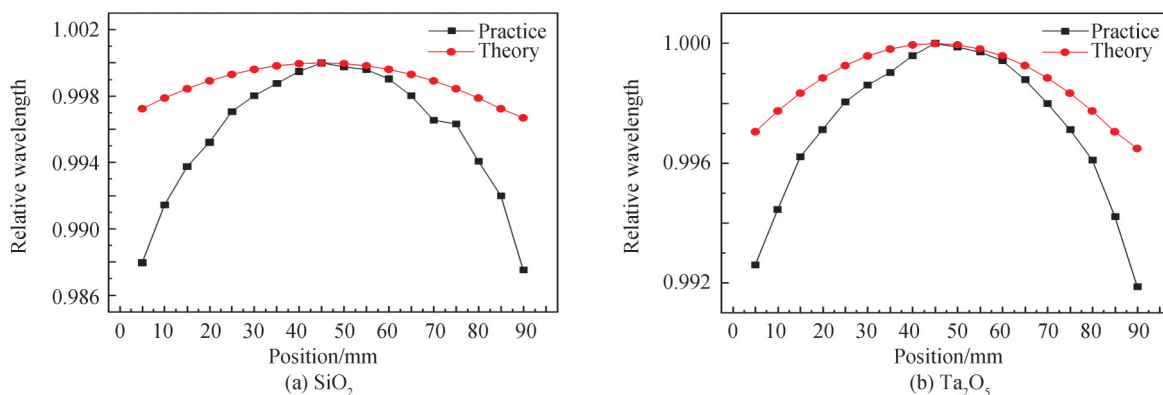 1.002
0.998
0.994
0.990
0.986
Relative wavelength
Practice
Theory
0 10 20 30 40 50 60 70 80 90
Position/mm
(a) SiO₂
1.000
0.996
0.992
Relative wavelength
Practice
Theory
0 10 20 30 40 50 60 70 80 90
Position/mm
(b) Ta₂O₅